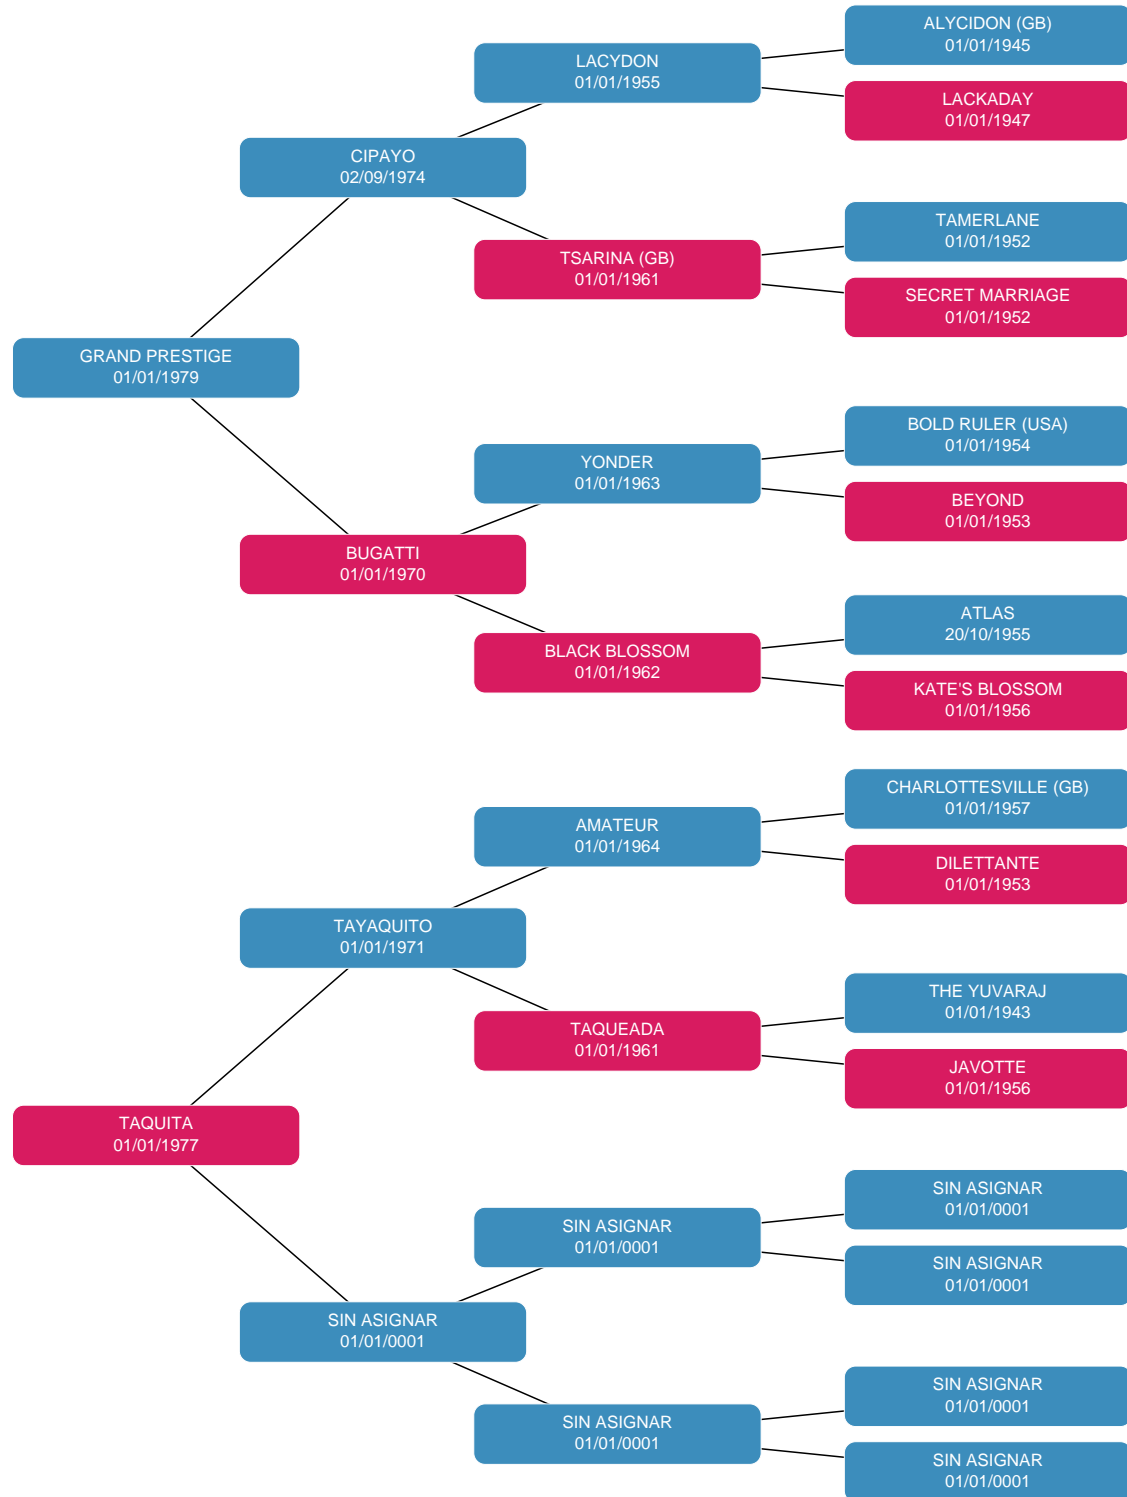 ALYCIDON (GB)
01/01/1945
LACYDON
01/01/1955
LACKADAY
01/01/1947
CIPAYO
02/09/1974
TAMERLANE
01/01/1952
TSARINA (GB)
01/01/1961
SECRET MARRIAGE
01/01/1952
GRAND PRESTIGE
01/01/1979
BOLD RULER (USA)
01/01/1954
YONDER
01/01/1963
BEYOND
01/01/1953
BUGATTI
01/01/1970
ATLAS
20/10/1955
BLACK BLOSSOM
01/01/1962
KATE'S BLOSSOM
01/01/1956
CHARLOTTESVILLE (GB)
01/01/1957
AMATEUR
01/01/1964
DILETTANTE
01/01/1953
TAYAQUITO
01/01/1971
THE YUVARAJ
01/01/1943
TAQUEADA
01/01/1961
JAVOTTE
01/01/1956
TAQUITA
01/01/1977
SIN ASIGNAR
01/01/0001
SIN ASIGNAR
01/01/0001
SIN ASIGNAR
01/01/0001
SIN ASIGNAR
01/01/0001
SIN ASIGNAR
01/01/0001
SIN ASIGNAR
01/01/0001
SIN ASIGNAR
01/01/0001